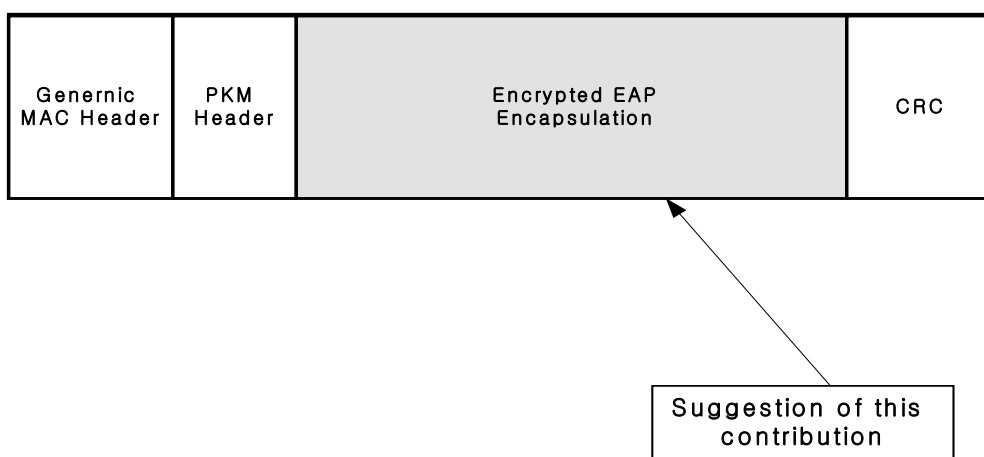 Genernic
MAC Header
PKM
Header
Encrypted EAP
Encapsulation
CRC
Suggestion of this
contribution